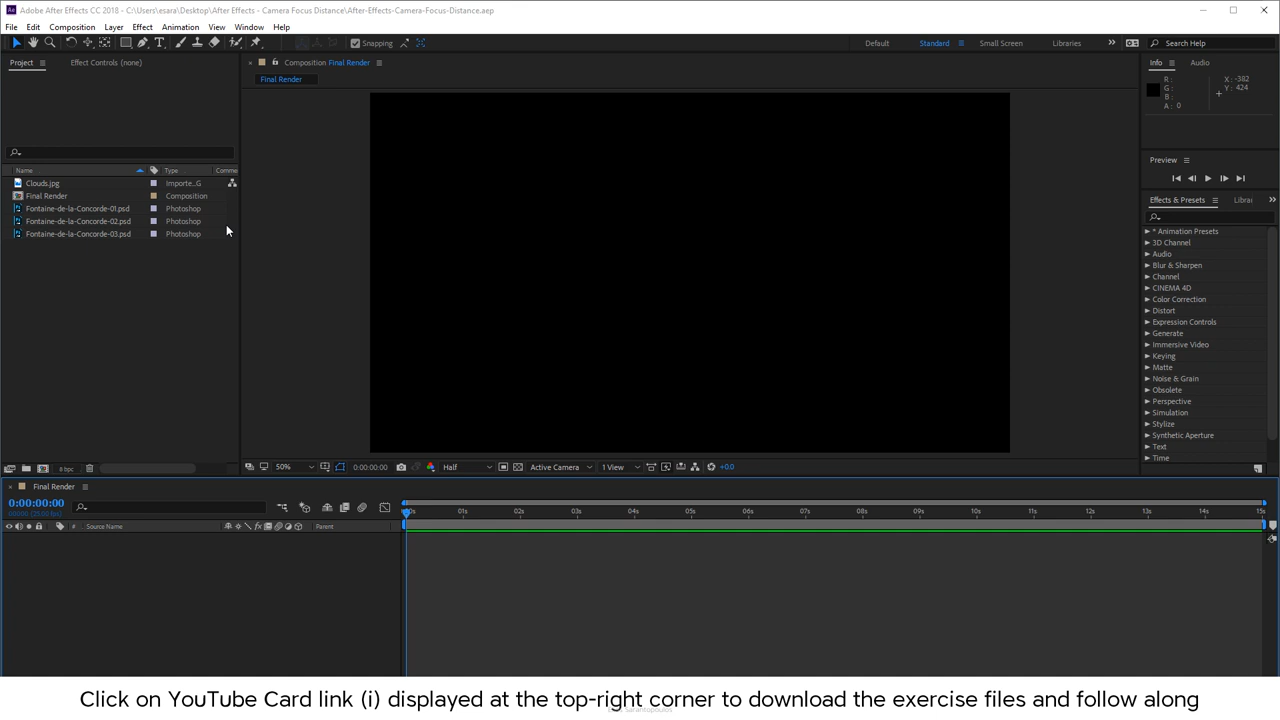 Adobe After Effects CC 2018 - C:\Users\esara\Desktop\After Effects - Camera Focus Distance\After-Effects-Camera-Focus-Distance.aep
File Edit Composition Layer Effect Animation View Window Help
Snapping Default Standard Small Screen Libraries Search Help
Project Effect Controls (none) Composition Final Render Info Audio
Final Render
R: X: -382
G: Y: 424
B:
A: 0
Preview
Name Type Comme
Clouds.jpg Importe...G
Final Render Composition
Fontaine-de-la-Concorde-01.psd Photoshop
Fontaine-de-la-Concorde-02.psd Photoshop
Fontaine-de-la-Concorde-03.psd Photoshop
Effects & Presets Librar
* Animation Presets
3D Channel
Audio
Blur & Sharpen
Channel
CINEMA 4D
Color Correction
Distort
Expression Controls
Generate
Immersive Video
Keying
Matte
Noise & Grain
Obsolete
Perspective
Simulation
Stylize
Synthetic Aperture
Text
Time
8 bpc 50% 0:00:00:00 Half Active Camera 1 View +0.0
Final Render
0:00:00:00
00000 (25.00 fps)
01s 02s 03s 04s 05s 06s 07s 08s 09s 10s 11s 12s 13s 14s 15s
# Source Name Parent
Click on YouTube Card link (i) displayed at the top-right corner to download the exercise files and follow along